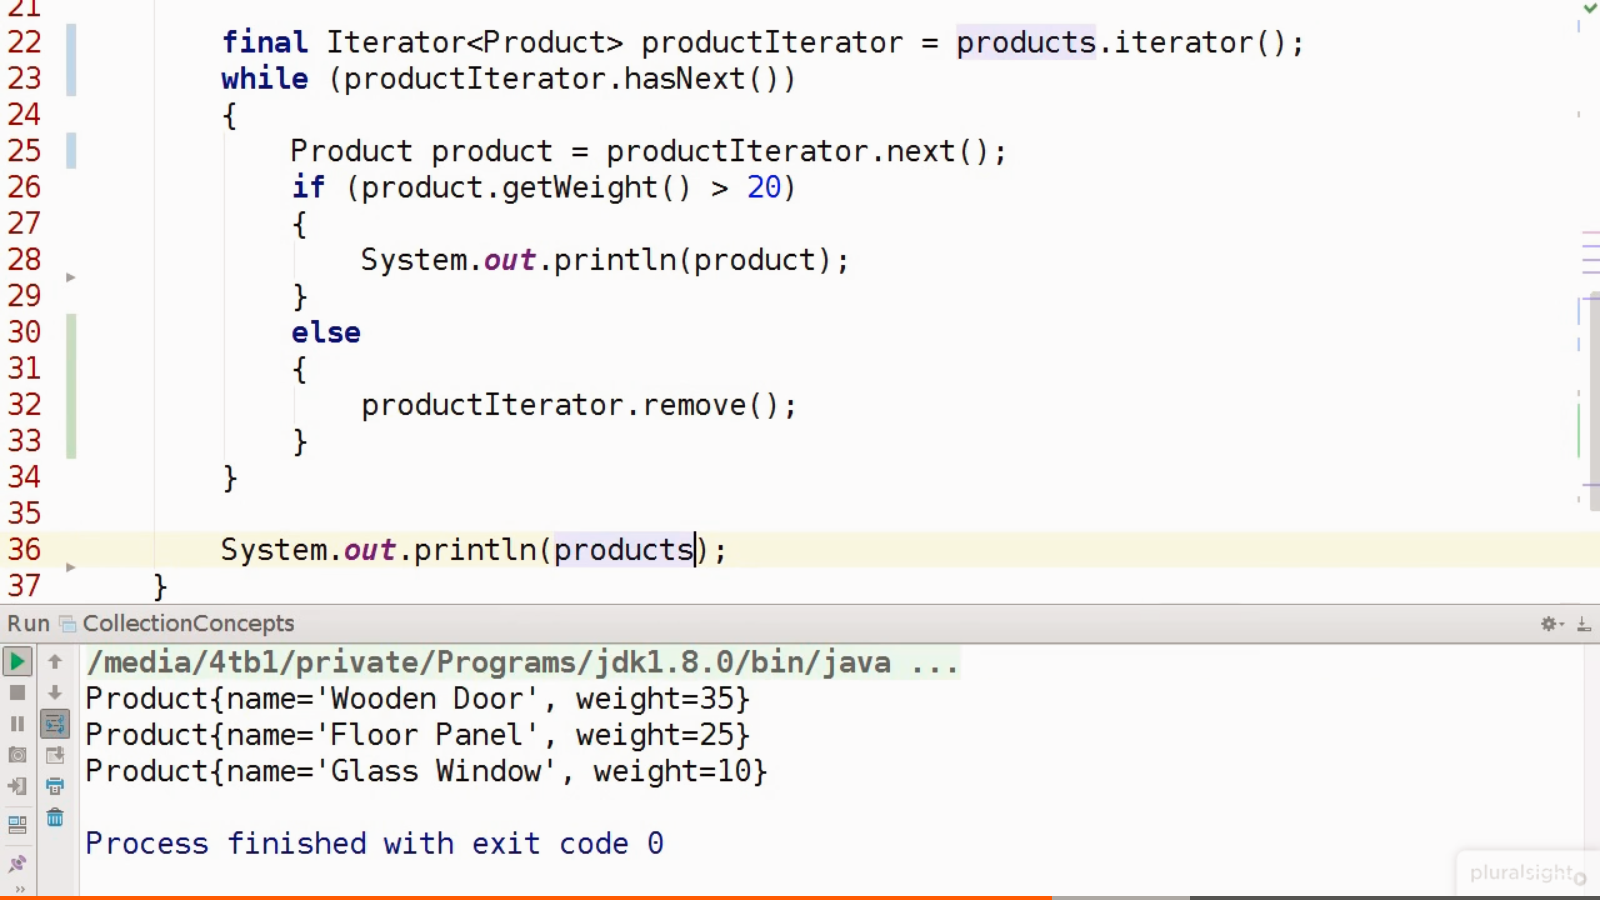 21
22 final Iterator<Product> productIterator = products.iterator();
23 while (productIterator.hasNext())
24 {
25 Product product = productIterator.next();
26 if (product.getWeight() > 20)
27 {
28 System.out.println(product);
29 }
30 else
31 {
32 productIterator.remove();
33 }
34 }
35
36 System.out.println(products);
37 }
Run CollectionConcepts
/media/4tb1/private/Programs/jdk1.8.0/bin/java ...
Product{name='Wooden Door', weight=35}
Product{name='Floor Panel', weight=25}
Product{name='Glass Window', weight=10}
Process finished with exit code 0
pluralsight